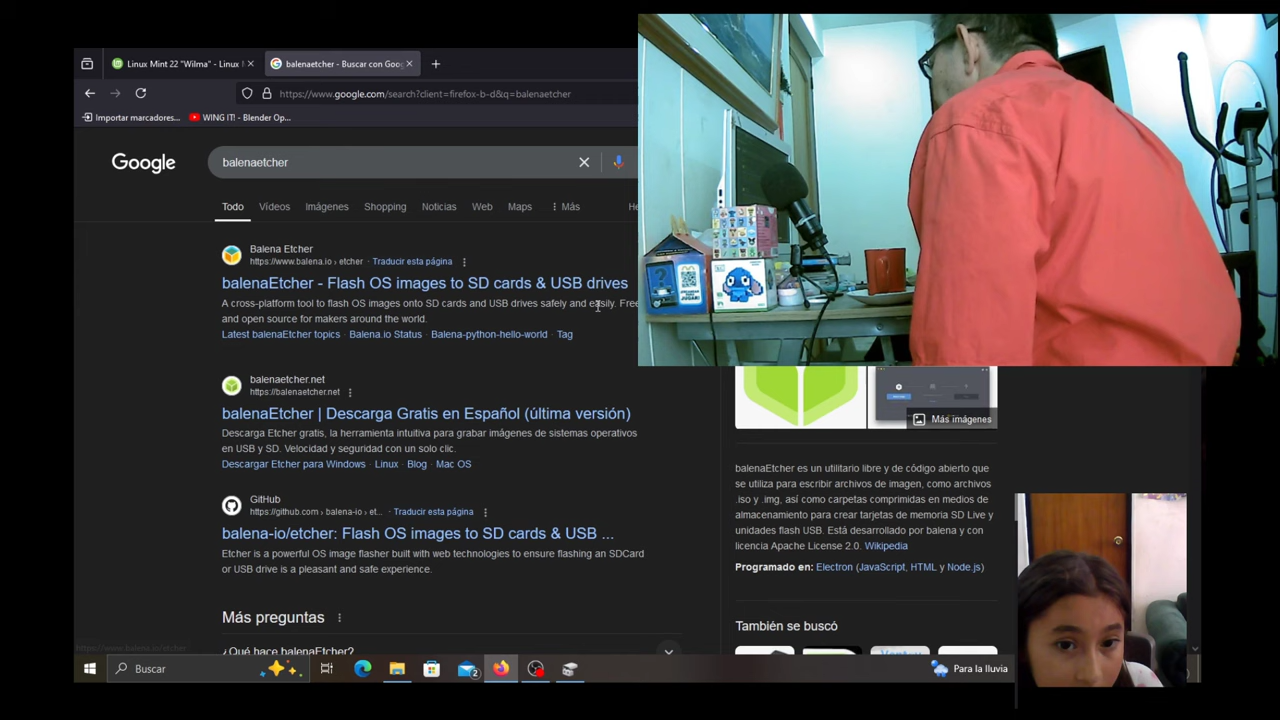 Linux Mint 22 "Wilma" - Linux M
balenaetcher - Buscar con Goog
https://www.google.com/search?client=firefox-b-d&q=balenaetcher
Importar marcadores...
WING IT! - Blender Op...
Google
balenaetcher
Todo
Vídeos
Imágenes
Shopping
Noticias
Web
Maps
Más
He
Balena Etcher
https://www.balena.io › etcher · Traducir esta página
balenaEtcher - Flash OS images to SD cards & USB drives
A cross-platform tool to flash OS images onto SD cards and USB drives safely and easily. Free
and open source for makers around the world.
Latest balenaEtcher topics · Balena.io Status · Balena-python-hello-world · Tag
balenaetcher.net
https://balenaetcher.net
balenaEtcher | Descarga Gratis en Español (última versión)
Descarga Etcher gratis, la herramienta intuitiva para grabar imágenes de sistemas operativos
en USB y SD. Velocidad y seguridad con un solo clic.
Descargar Etcher para Windows · Linux · Blog · Mac OS
GitHub
https://github.com › balena-io › et... · Traducir esta página
balena-io/etcher: Flash OS images to SD cards & USB ...
Etcher is a powerful OS image flasher built with web technologies to ensure flashing an SDCard
or USB drive is a pleasant and safe experience.
Más preguntas
¿Qué hace balenaEtcher?
Más imágenes
balenaEtcher es un utilitario libre y de código abierto que
se utiliza para escribir archivos de imagen, como archivos
.iso y .img, así como carpetas comprimidas en medios de
almacenamiento para crear tarjetas de memoria SD Live y
unidades flash USB. Está desarrollado por balena y con
licencia Apache License 2.0. Wikipedia
Programado en: Electron (JavaScript, HTML y Node.js)
También se buscó
https://www.balena.io/etcher
Buscar
2
Para la lluvia